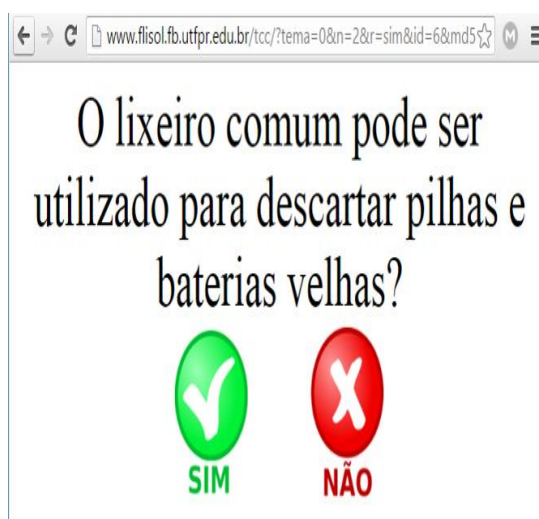 www.flisol.fb.utfpr.edu.br/tcc/?tema=0&n=2&r=sim&id=6&md5
O lixeiro comum pode ser
utilizado para descartar pilhas e
baterias velhas?
SIM NÃO